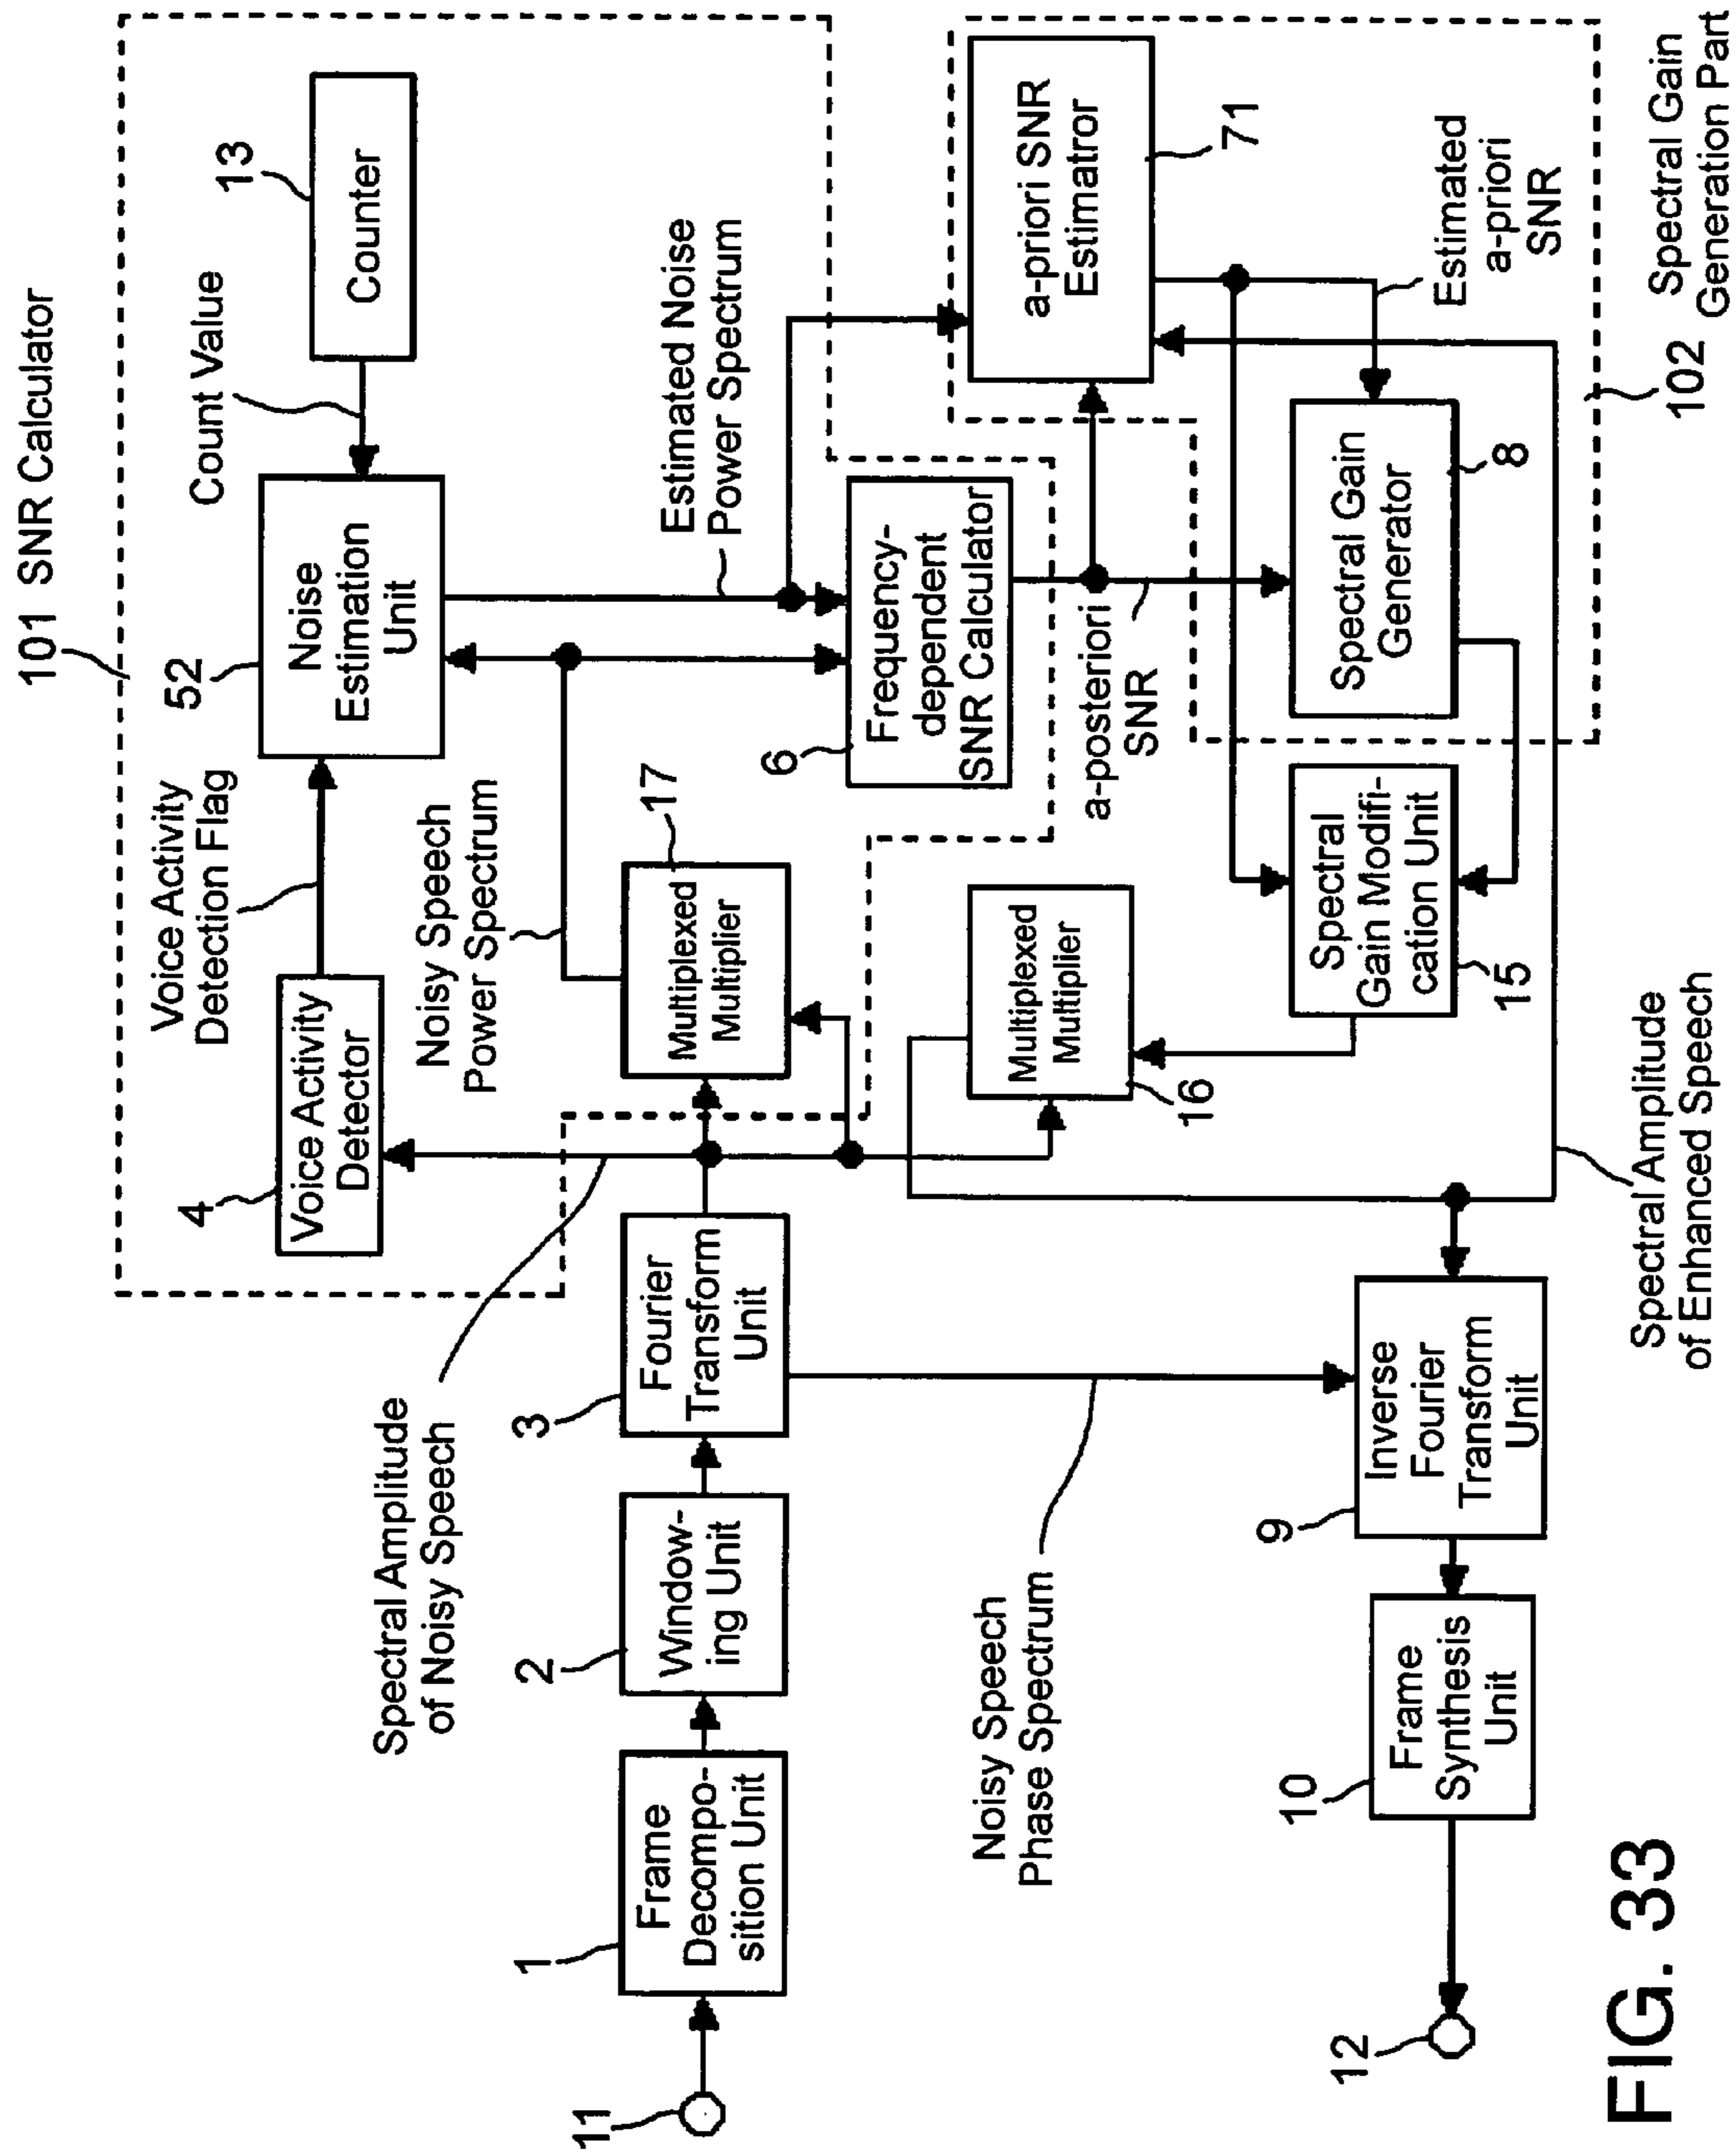 101 SNR Calculator
13
Counter
Count Value
52
Noise
Estimation
Unit
Voice Activity
Detection Flag
4
Voice Activity
Detector
Noisy Speech
Power Spectrum
17
Multiplexed
Multiplier
Estimated Noise
Power Spectrum
6
Frequency-
dependent
SNR Calculator
a-posteriori
SNR
a-priori SNR
Estimatror
71
Estimated
a-priori
SNR
102
Spectral Gain
Generation Part
Spectral Gain
Generator
8
Spectral
Gain Modifi-
cation Unit
15
Multiplexed
Multiplier
16
Spectral Amplitude
of Noisy Speech
11
1
Frame
Decompo-
sition Unit
2
Window-
ing Unit
3
Fourier
Transform
Unit
Noisy Speech
Phase Spectrum
Spectral Amplitude
of Enhanced Speech
9
Inverse
Fourier
Transform
Unit
10
Frame
Synthesis
Unit
12
FIG. 33